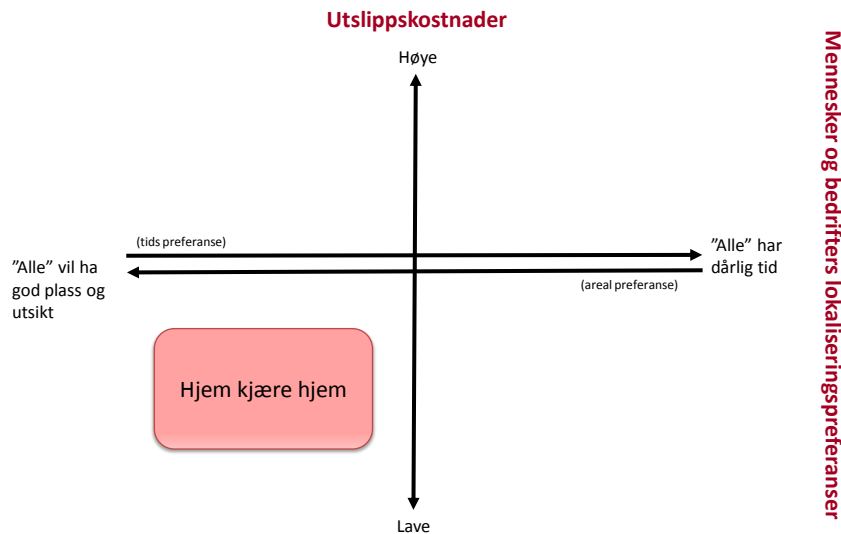 Utslippskostnader
Høye
Mennesker og bedrifters lokaliseringspreferanser
(tids preferanse)
”Alle” vil ha
god plass og
utsikt
”Alle” har
dårlig tid
(areal preferanse)
Hjem kjære hjem
Lave